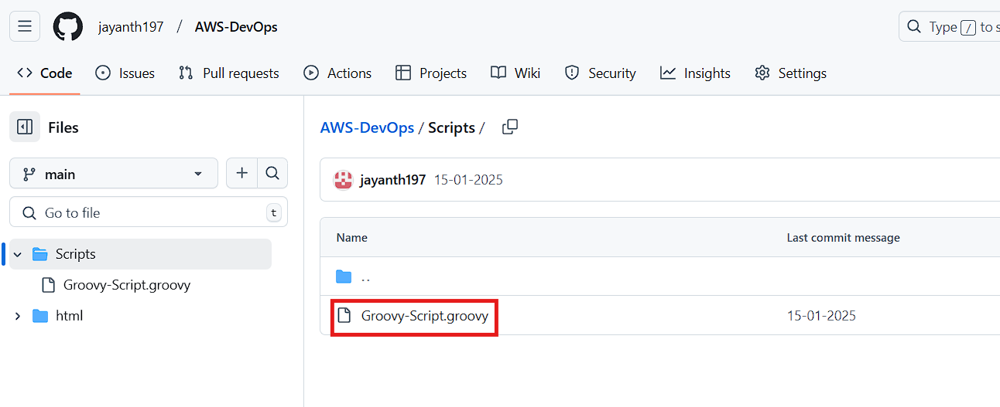 jayanth197 / AWS-DevOps
Type / to s
Code Issues Pull requests Actions Projects Wiki Security Insights Settings
Files
main
Go to file t
Scripts
Groovy-Script.groovy
html
AWS-DevOps / Scripts /
jayanth197 15-01-2025
Name Last commit message
..
Groovy-Script.groovy 15-01-2025